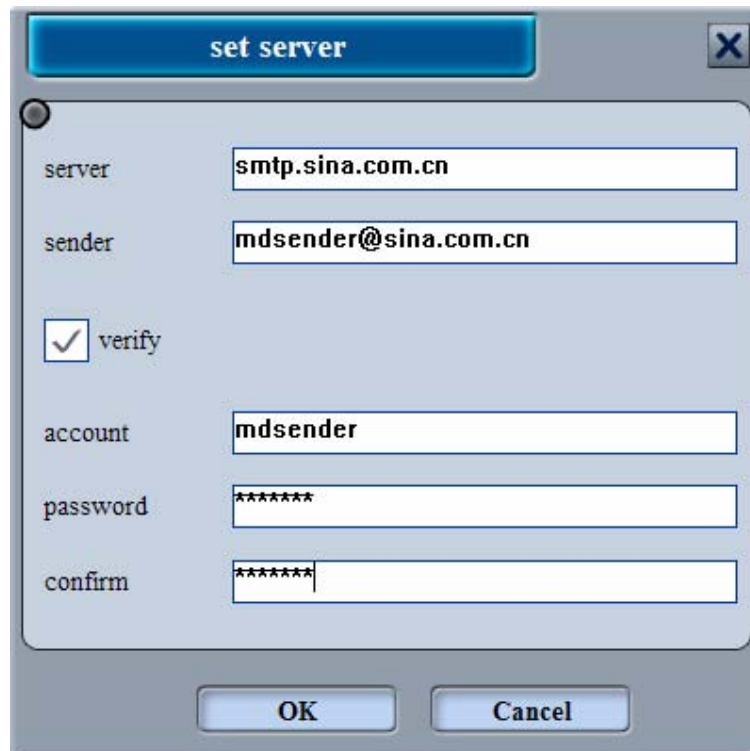 set server
server smtp.sina.com.cn
sender mdsender@sina.com.cn
verify
account mdsender
password *******
confirm *******
OK Cancel